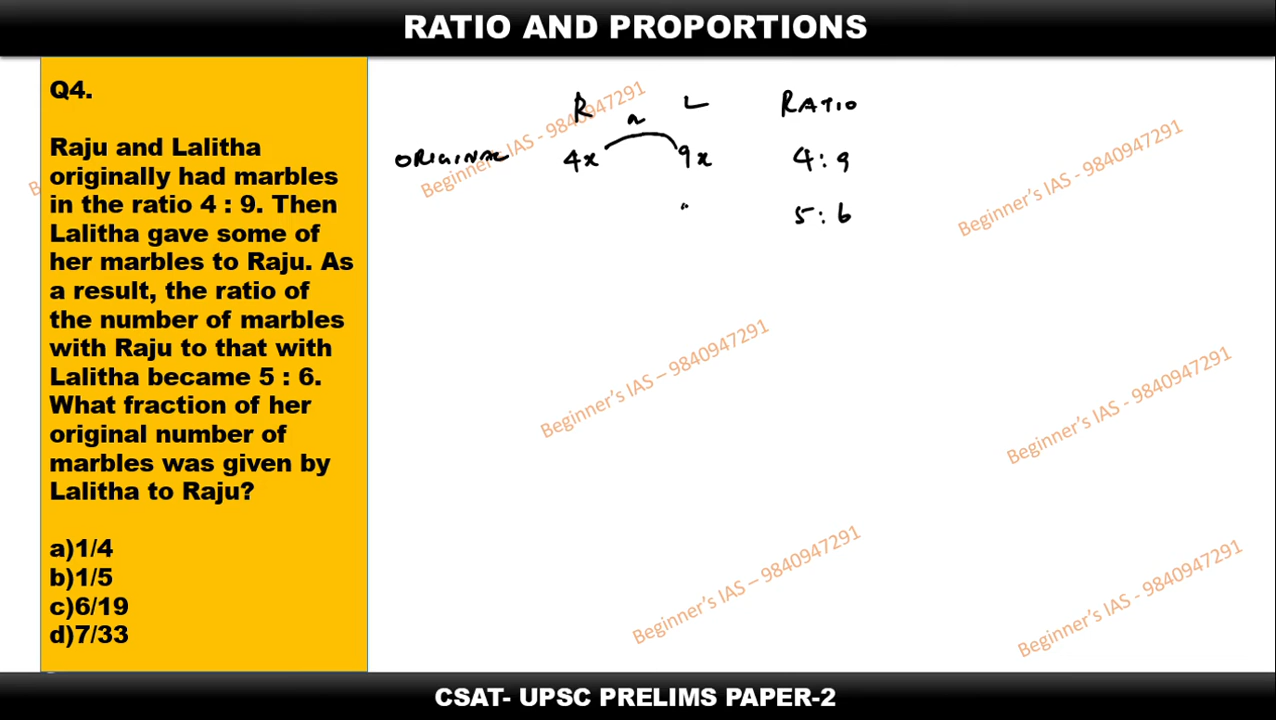 RATIO AND PROPORTIONS
Q4.
Raju and Lalitha
originally had marbles
in the ratio 4 : 9. Then
Lalitha gave some of
her marbles to Raju. As
a result, the ratio of
the number of marbles
with Raju to that with
Lalitha became 5 : 6.
What fraction of her
original number of
marbles was given by
Lalitha to Raju?
a)1/4
b)1/5
c)6/19
d)7/33
R L RATIO
ORIGINAL 4x 9x 4:9
5:6
Beginner's IAS - 9840947291
Beginner's IAS - 9840947291
Beginner's IAS – 9840947291
Beginner's IAS - 9840947291
Beginner's IAS – 9840947291
Beginner's IAS - 9840947291
CSAT- UPSC PRELIMS PAPER-2